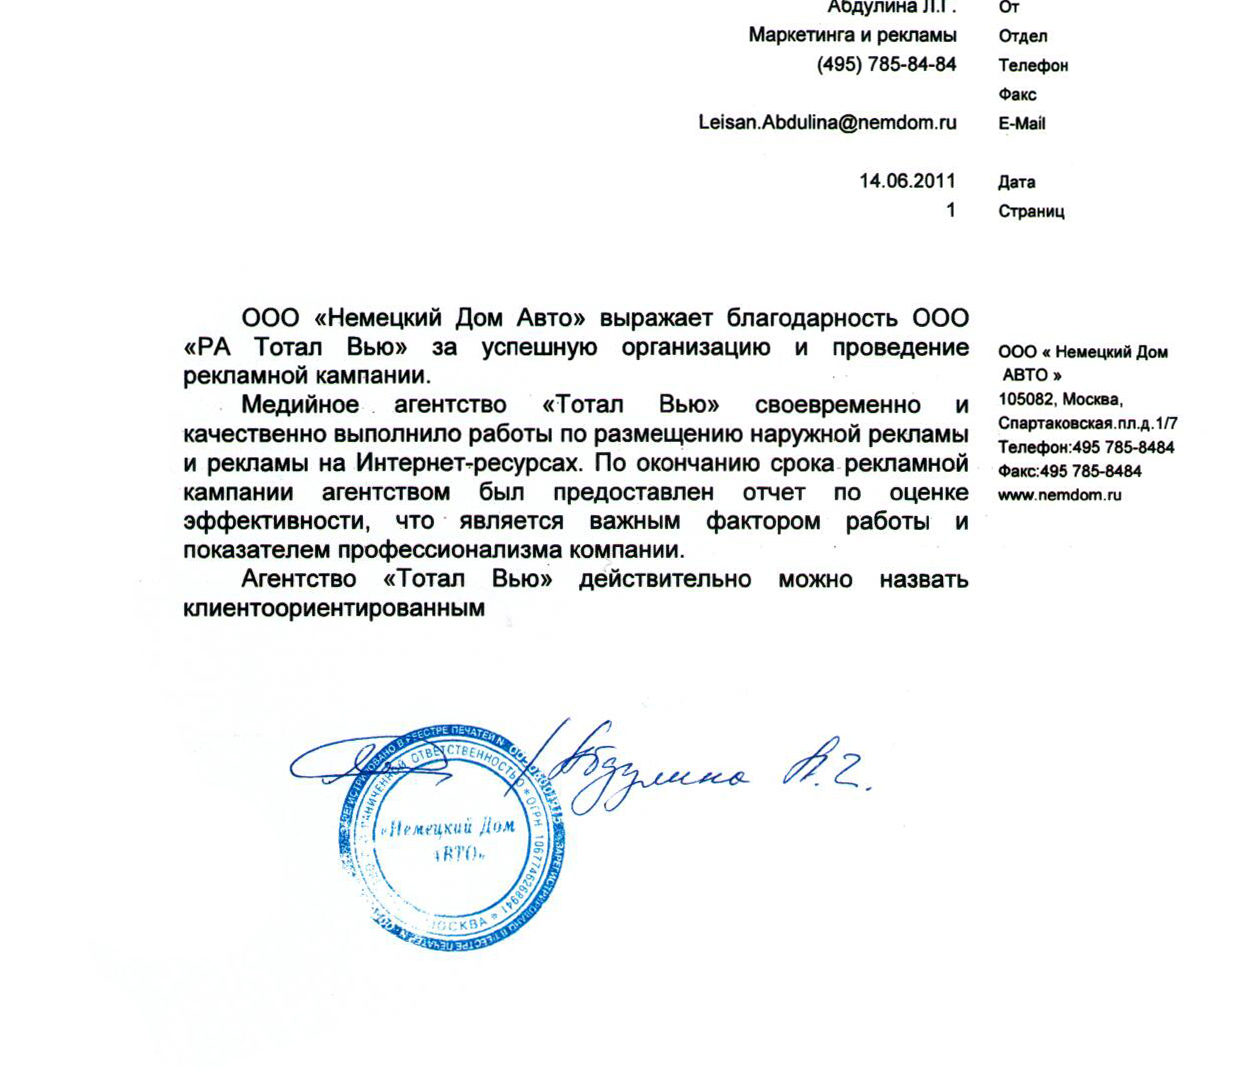 Абдулина Л.Г. От
Маркетинга и рекламы Отдел
(495) 785-84-84 Телефон
Факс
Leisan.Abdulina@nemdom.ru E-Mail
14.06.2011 Дата
1 Страниц
ООО «Немецкий Дом Авто» выражает благодарность ООО
«РА Тотал Вью» за успешную организацию и проведение
рекламной кампании.
Медийное агентство «Тотал Вью» своевременно и
качественно выполнило работы по размещению наружной рекламы
и рекламы на Интернет-ресурсах. По окончанию срока рекламной
кампании агентством был предоставлен отчет по оценке
эффективности, что является важным фактором работы и
показателем профессионализма компании.
Агентство «Тотал Вью» действительно можно назвать
клиентоориентированным
ООО « Немецкий Дом
АВТО »
105082, Москва,
Спартаковская.пл.д.1/7
Телефон:495 785-8484
Факс:495 785-8484
www.nemdom.ru
Абдулина Л.Г.
В РЕЕСТРЕ ПЕЧАТЕЙ
ОТВЕТСТВЕННОСТЬЮ * ОГРН 1067746268941 *
«Немецкий Дом
АВТО»
МОСКВА
ЗАРЕГИСТРИРОВАНО В РЕЕСТРЕ ПЕЧАТЕЙ